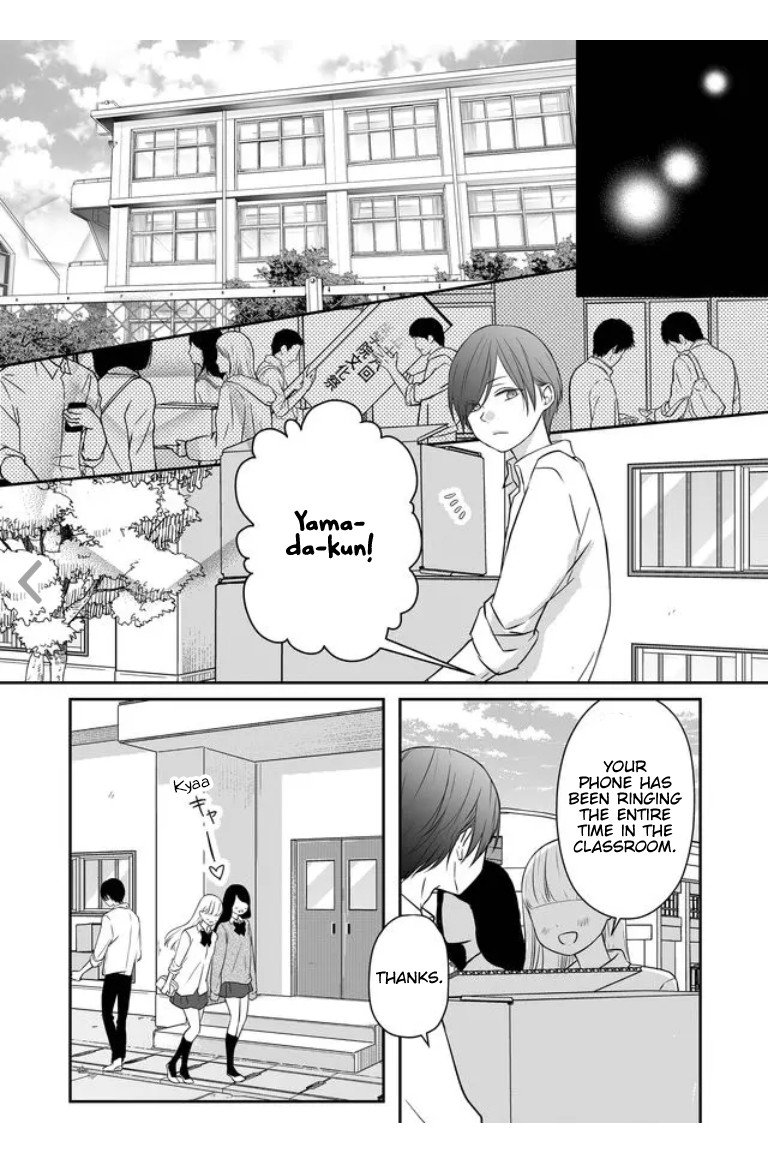 Yama-
da-kun!
YOUR
PHONE HAS
BEEN RINGING
THE ENTIRE
TIME IN THE
CLASSROOM.
THANKS.
Kyaa
キャー♡